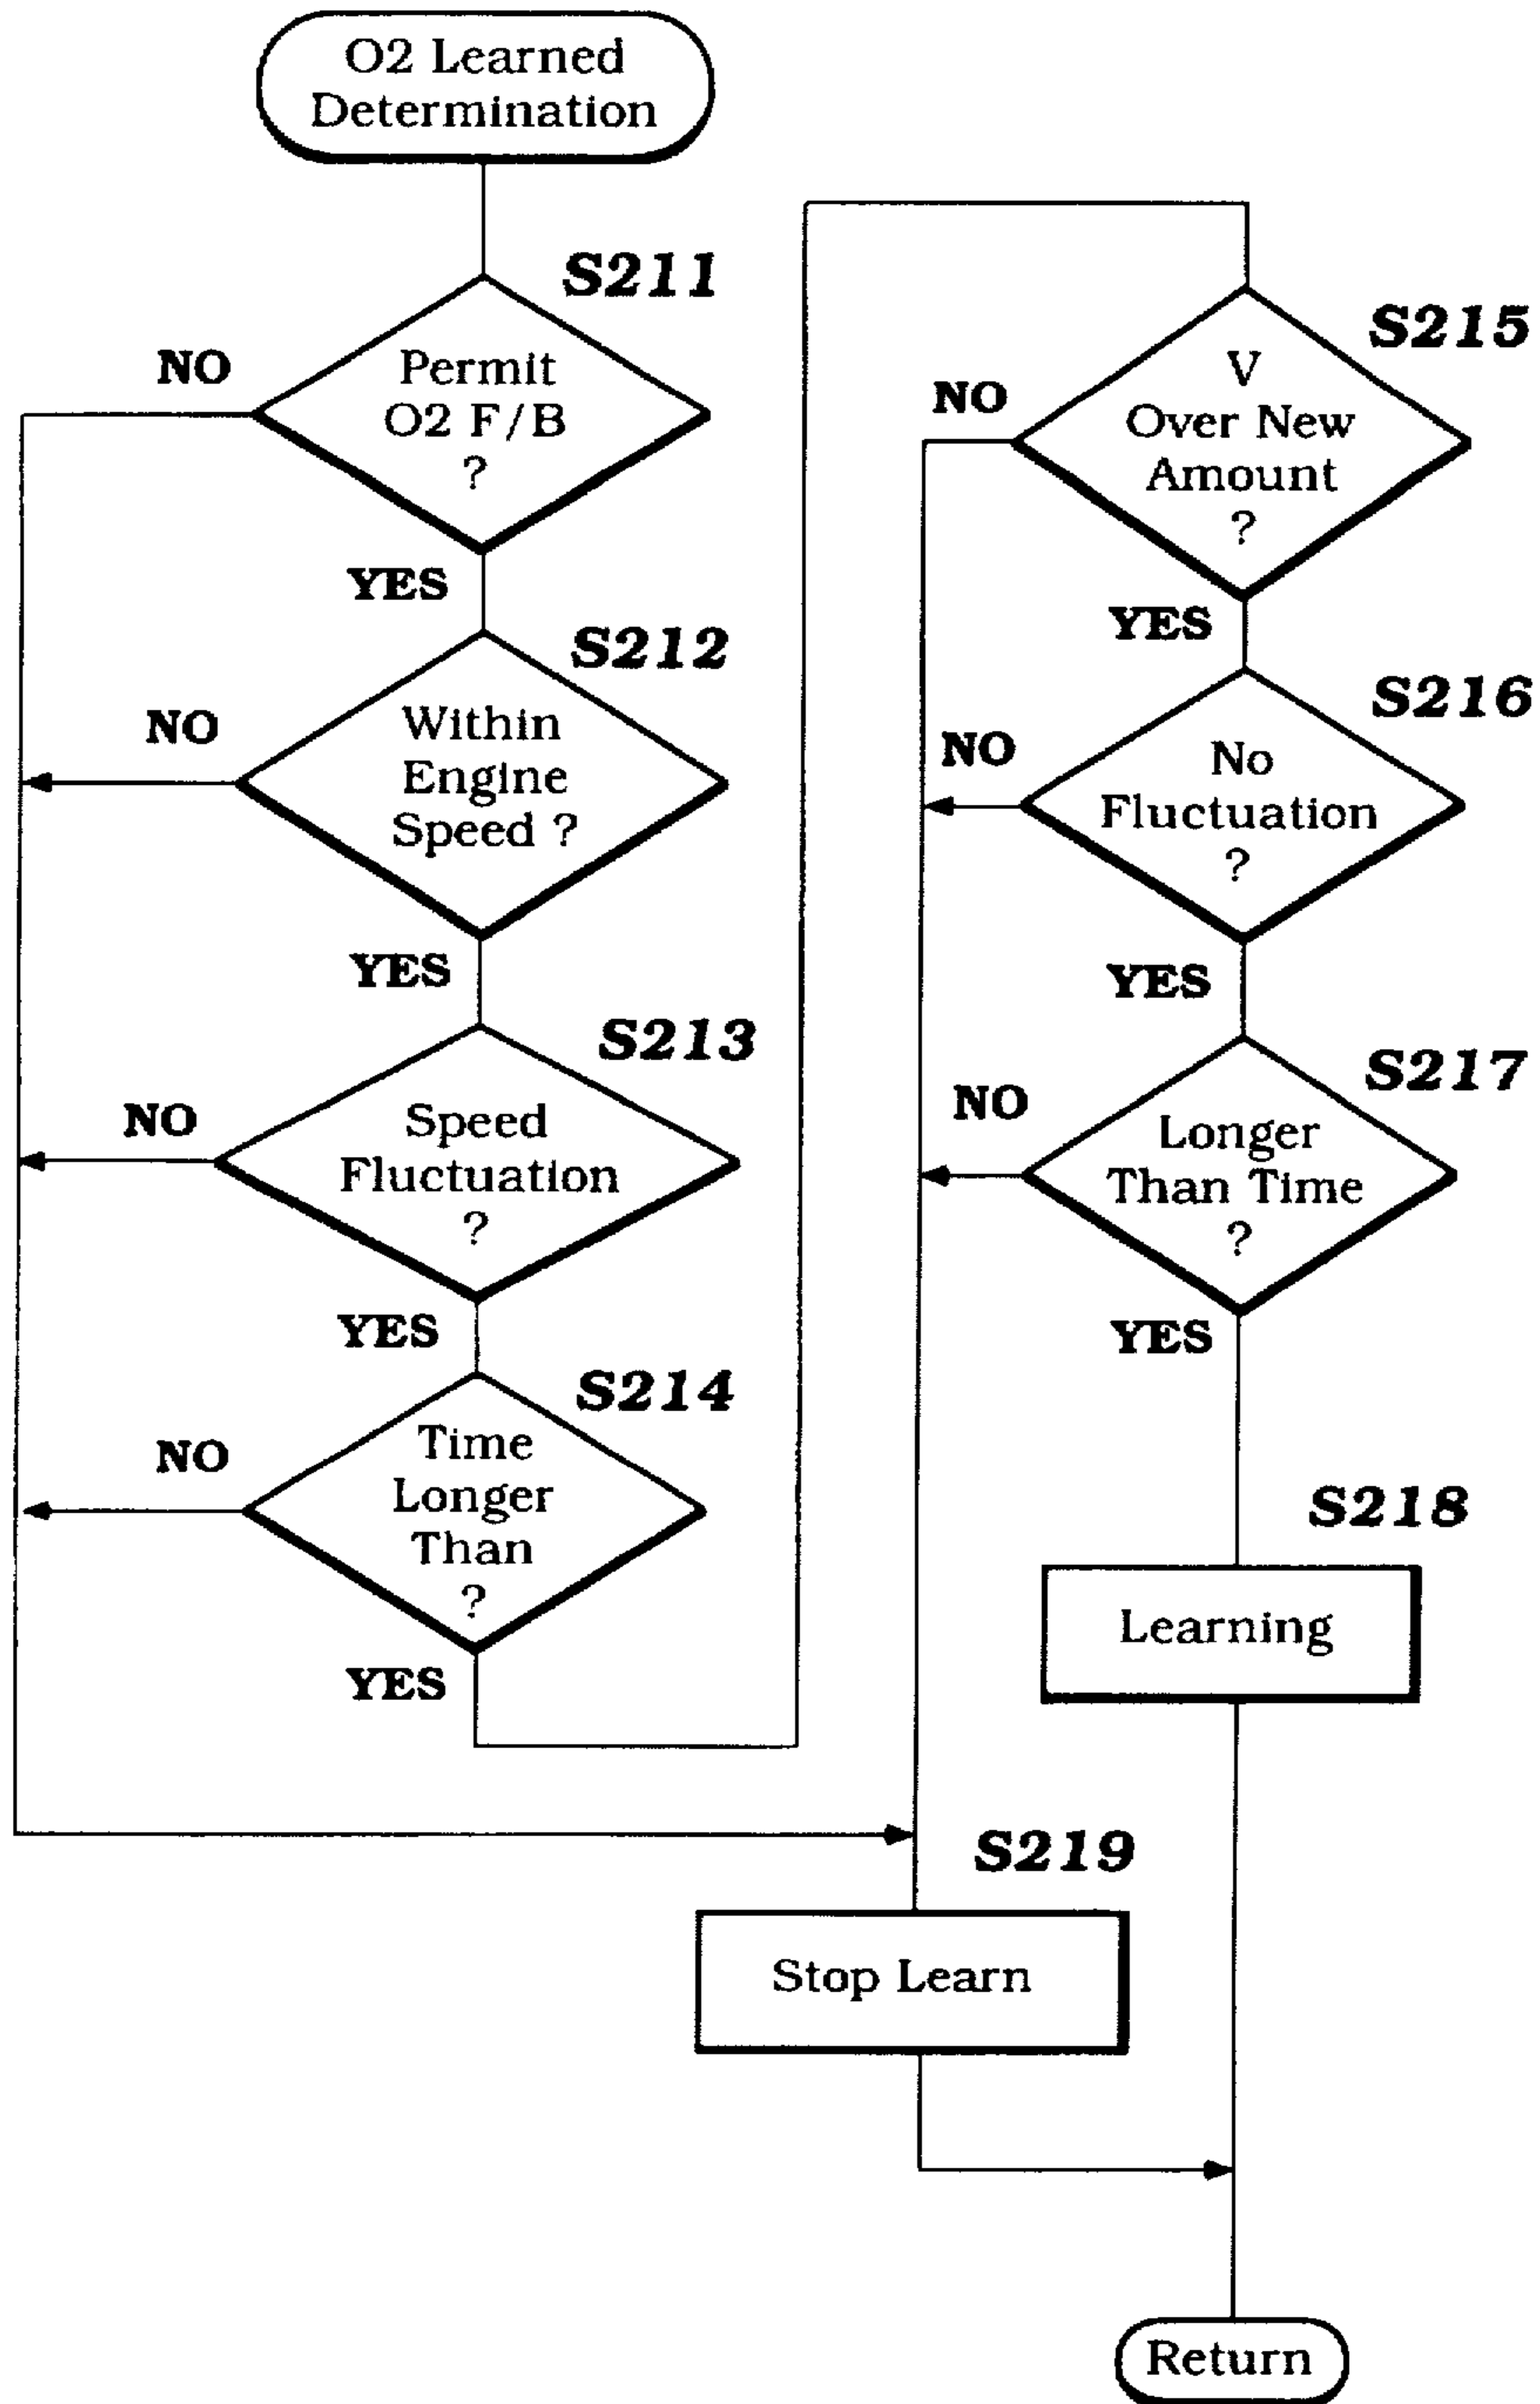 O2 Learned
Determination
S211
NO
Permit
O2 F/B
?
YES
S212
NO
Within
Engine
Speed ?
YES
S213
NO
Speed
Fluctuation
?
YES
S214
NO
Time
Longer
Than
?
YES
S215
NO
V
Over New
Amount
?
YES
S216
NO
No
Fluctuation
?
YES
S217
NO
Longer
Than Time
?
YES
S218
Learning
S219
Stop Learn
Return